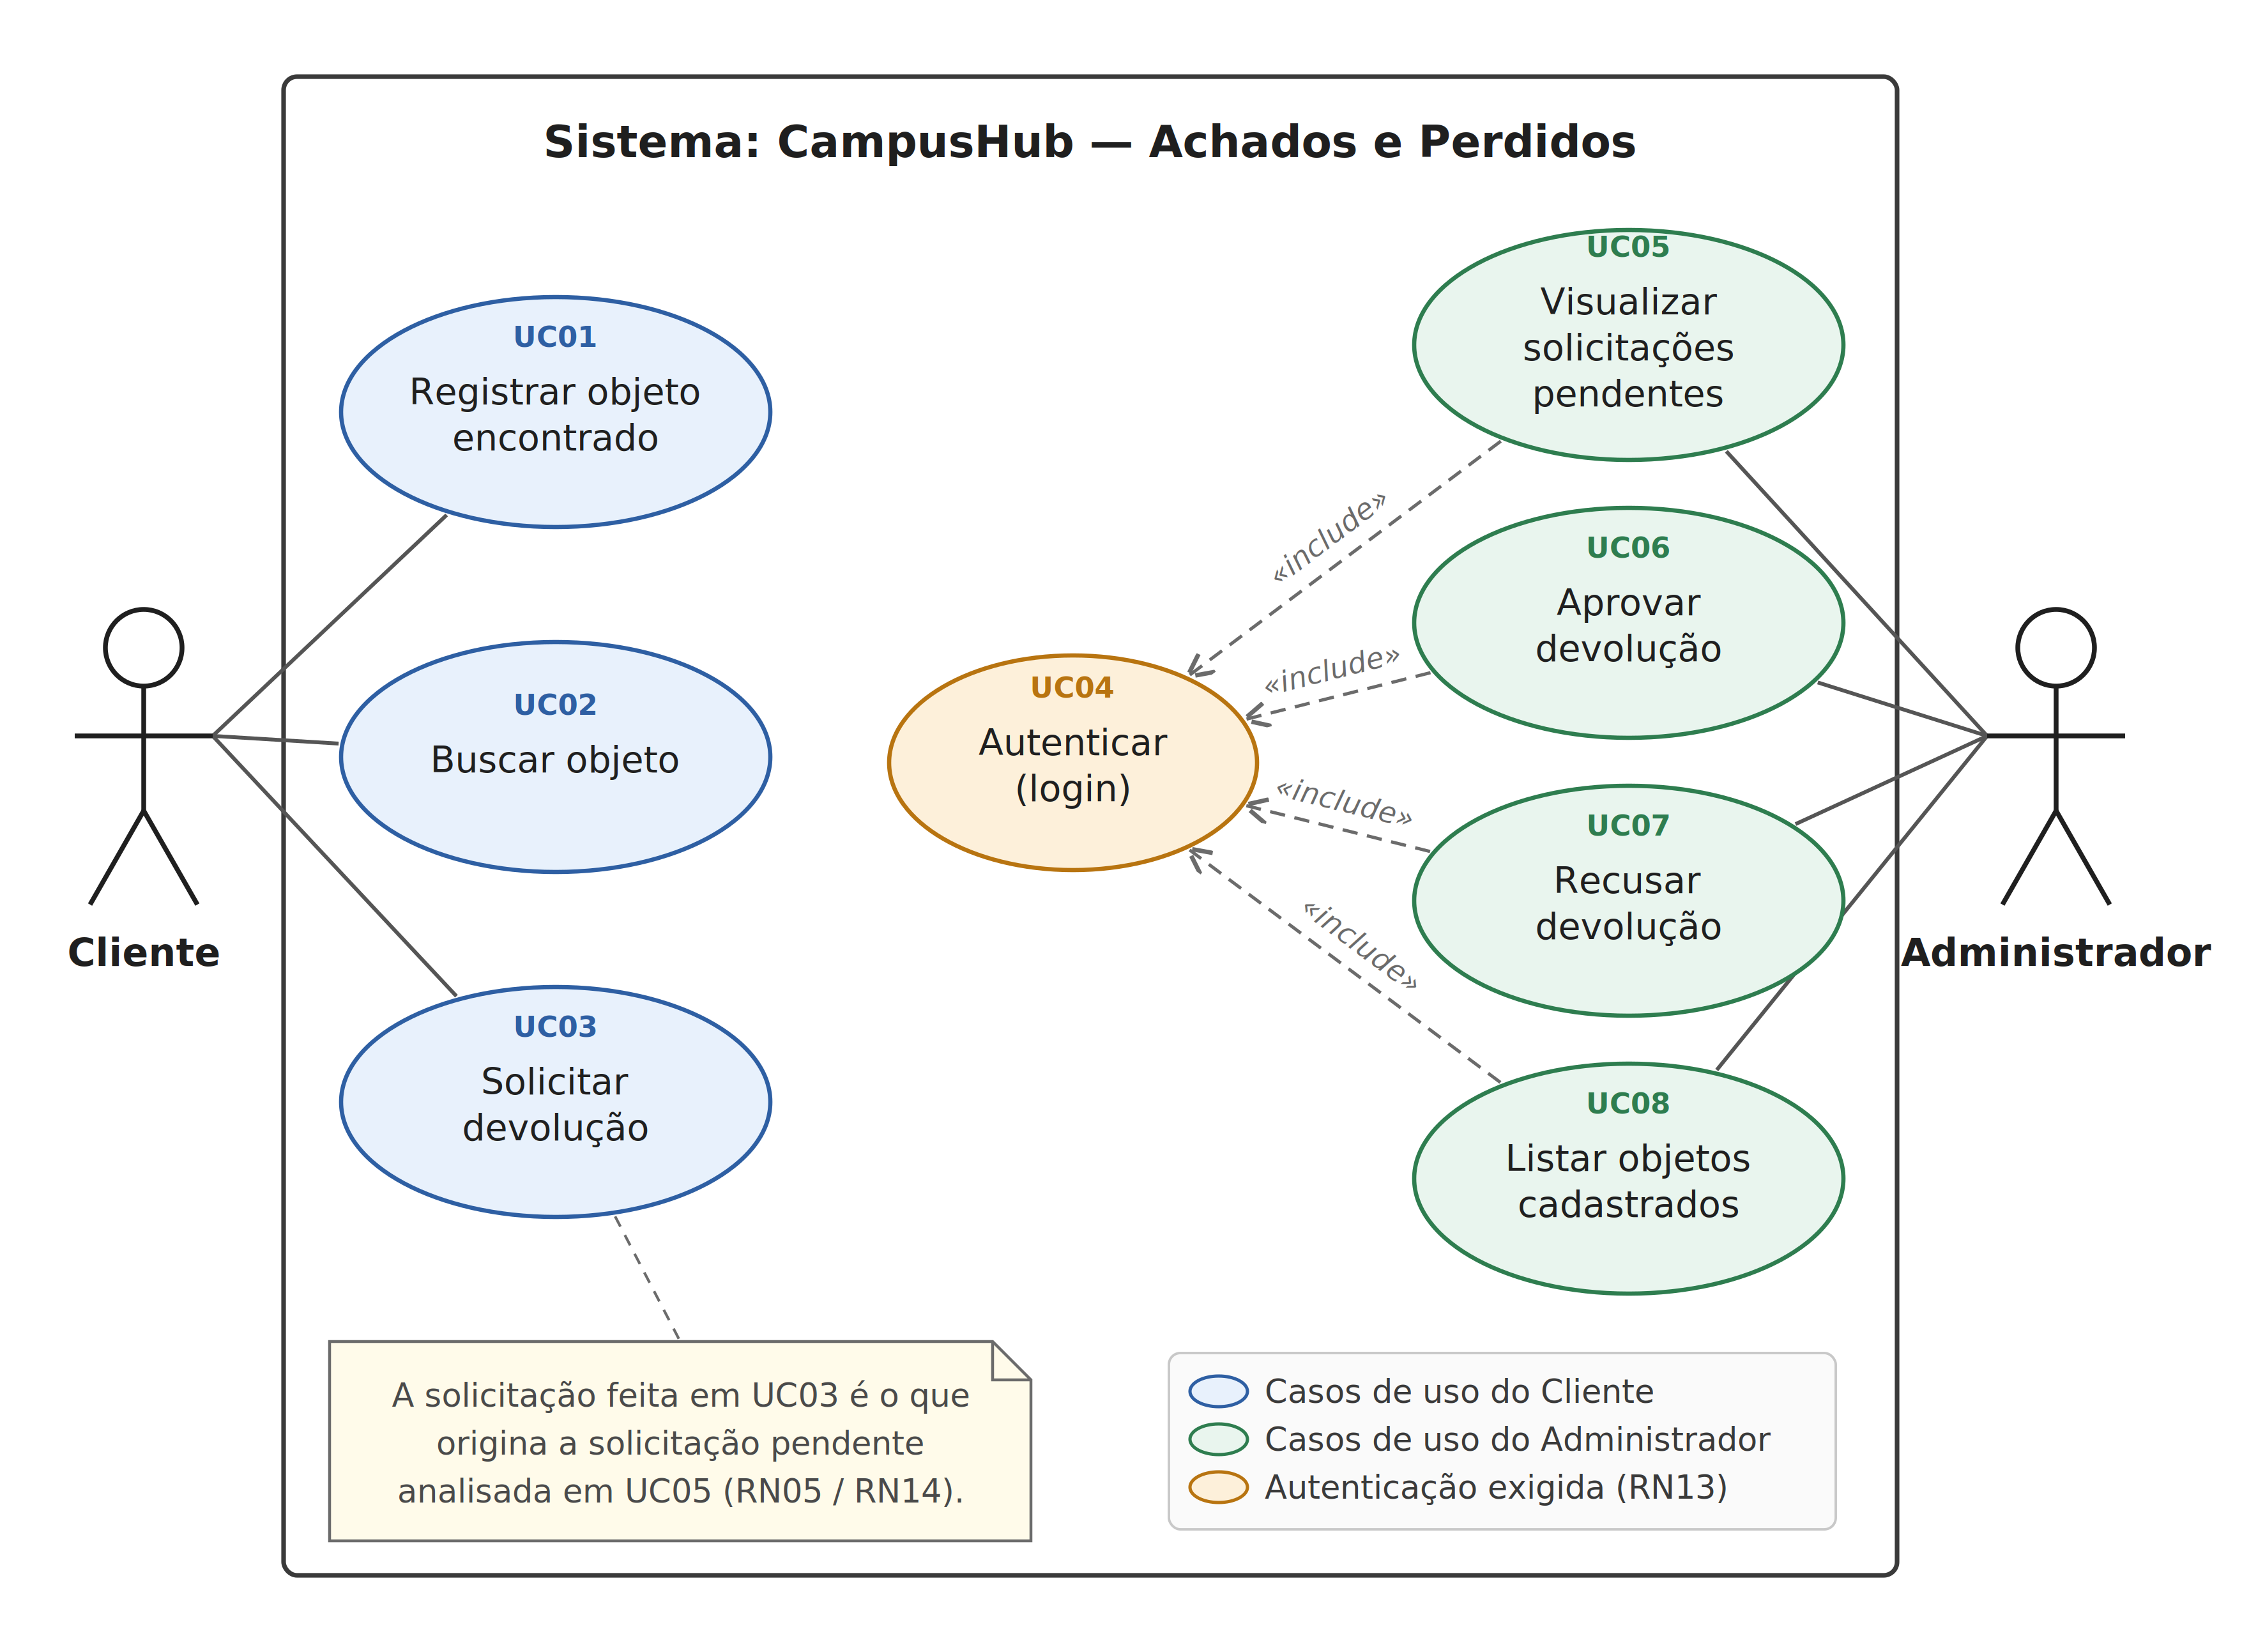 Sistema: CampusHub — Achados e Perdidos
UC01
Registrar objeto
encontrado
UC02
Buscar objeto
UC03
Solicitar
devolução
Cliente
UC04
Autenticar
(login)
«include»
«include»
«include»
«include»
UC05
Visualizar
solicitações
pendentes
UC06
Aprovar
devolução
UC07
Recusar
devolução
UC08
Listar objetos
cadastrados
Administrador
A solicitação feita em UC03 é o que
origina a solicitação pendente
analisada em UC05 (RN05 / RN14).
Casos de uso do Cliente
Casos de uso do Administrador
Autenticação exigida (RN13)